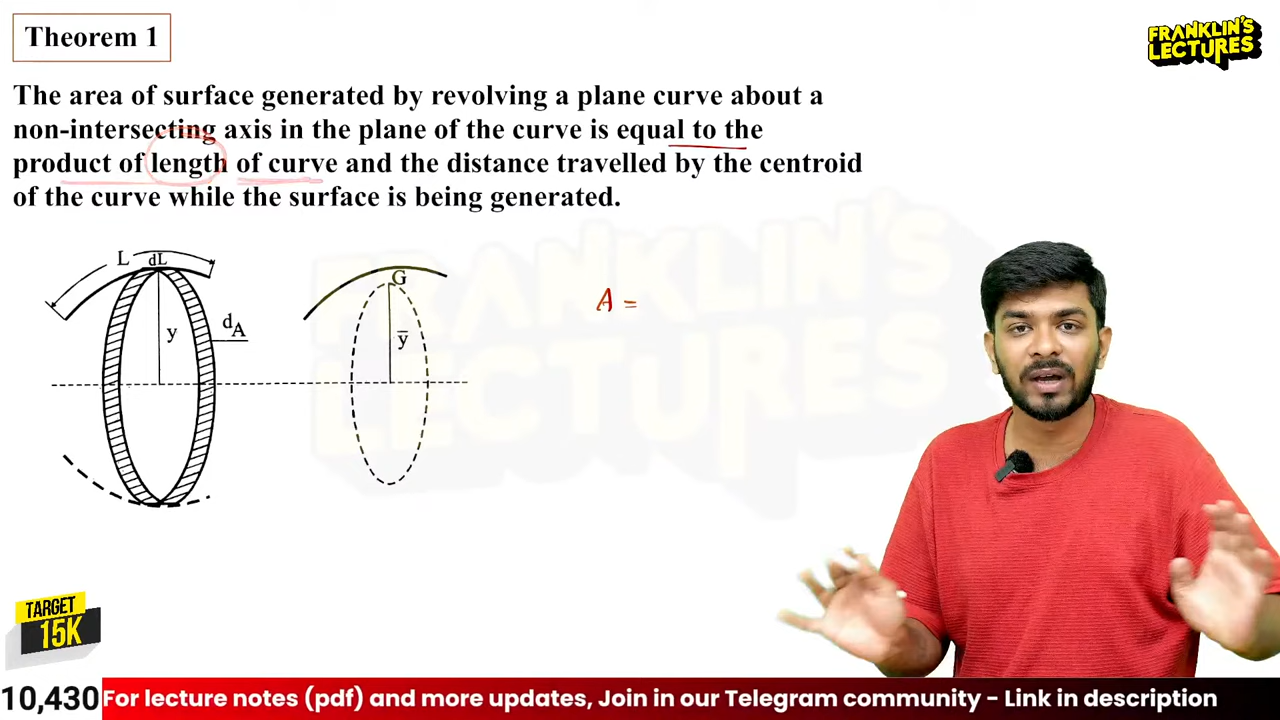 Theorem 1
FRANKLIN'S
LECTURES
The area of surface generated by revolving a plane curve about a
non-intersecting axis in the plane of the curve is equal to the
product of length of curve and the distance travelled by the centroid
of the curve while the surface is being generated.
L dL
y
dA
G
y̅
A =
FRANKLIN'S
LECTURES
TARGET
15K
10,430 For lecture notes (pdf) and more updates, Join in our Telegram community - Link in description